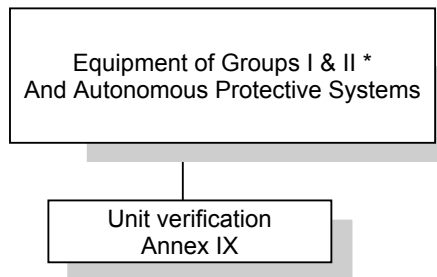 Equipment of Groups I & II *
And Autonomous Protective Systems
Unit verification
Annex IX